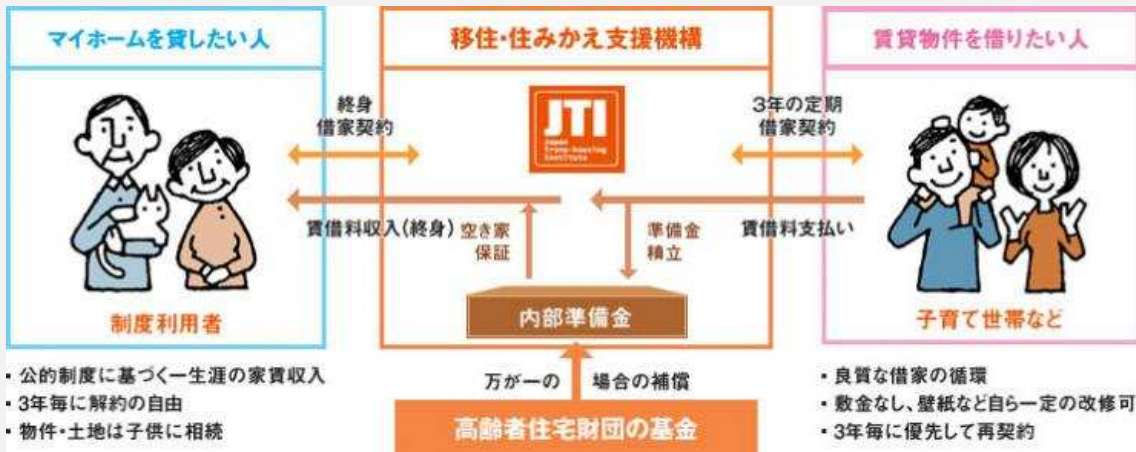 マイホームを貸したい人
移住・住みかえ支援機構
賃貸物件を借りたい人
終身
借家契約
JTI
Japan
Trans-housing
Institute
3年の定期
借家契約
賃借料収入(終身)
空き家
保証
準備金
積立
賃借料支払い
内部準備金
制度利用者
子育て世帯など
万が一の 場合の補償
高齢者住宅財団の基金
・公的制度に基づく一生涯の家賃収入
・3年毎に解約の自由
・物件・土地は子供に相続
・良質な借家の循環
・敷金なし、壁紙など自ら一定の改修可
・3年毎に優先して再契約